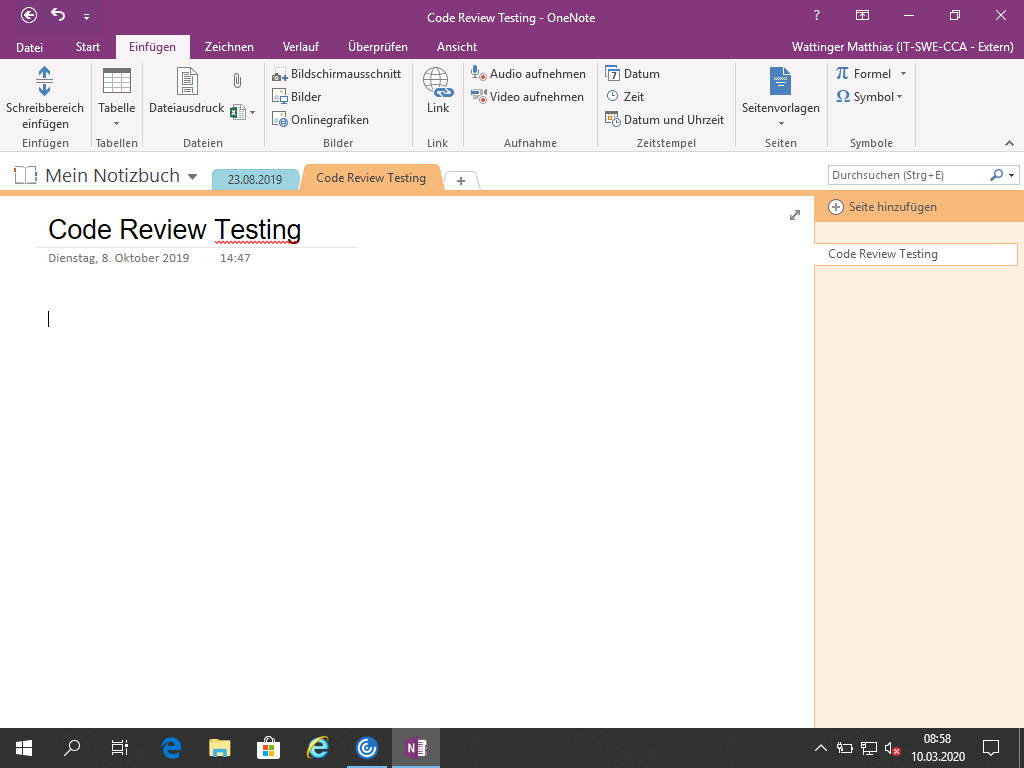 Code Review Testing - OneNote
?
Datei Start Einfügen Zeichnen Verlauf Überprüfen Ansicht Wattinger Matthias (IT-SWE-CCA - Extern)
Schreibbereich einfügen
Einfügen
Tabelle
Tabellen
Dateiausdruck
Dateien
Bildschirmausschnitt
Bilder
Onlinegrafiken
Bilder
Link
Link
Audio aufnehmen
Video aufnehmen
Aufnahme
7 Datum
Zeit
Datum und Uhrzeit
Zeitstempel
Seitenvorlagen
Seiten
π Formel
Ω Symbol
Symbole
Mein Notizbuch 23.08.2019 Code Review Testing + Durchsuchen (Strg+E)
Seite hinzufügen
Code Review Testing
Code Review Testing
Dienstag, 8. Oktober 2019 14:47
08:58
10.03.2020